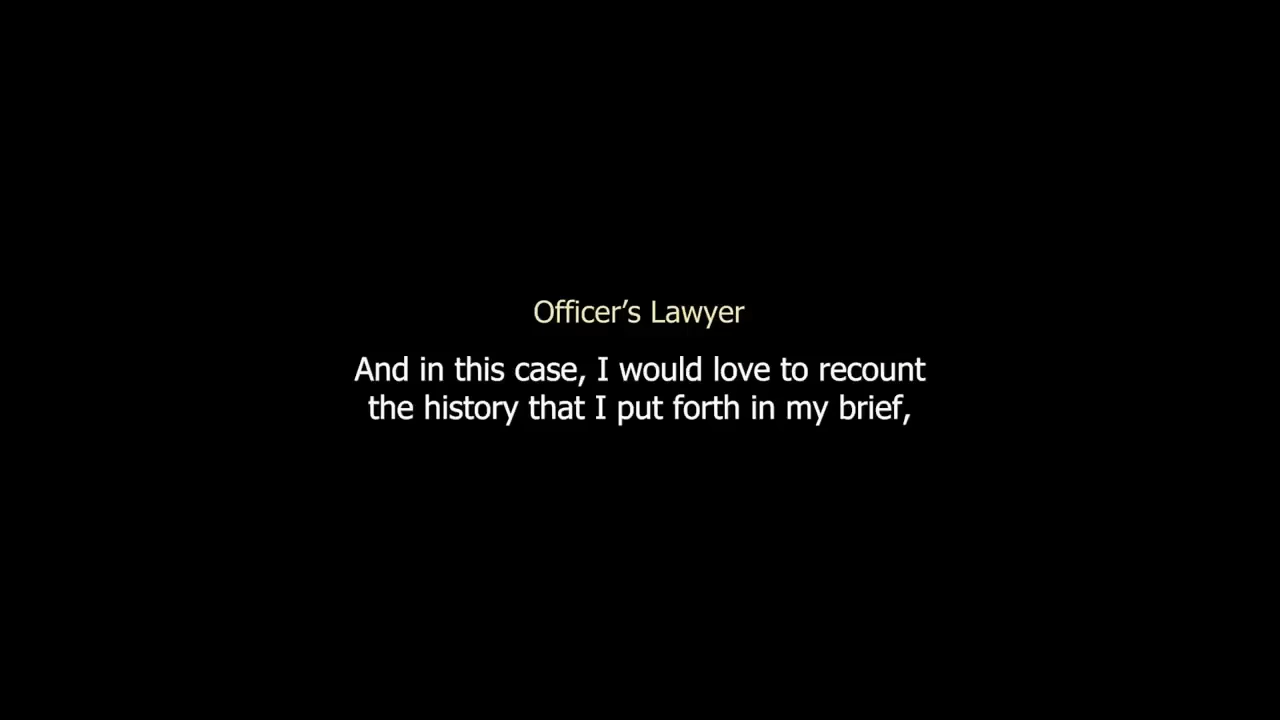 Officer’s Lawyer
And in this case, I would love to recount
the history that I put forth in my brief,